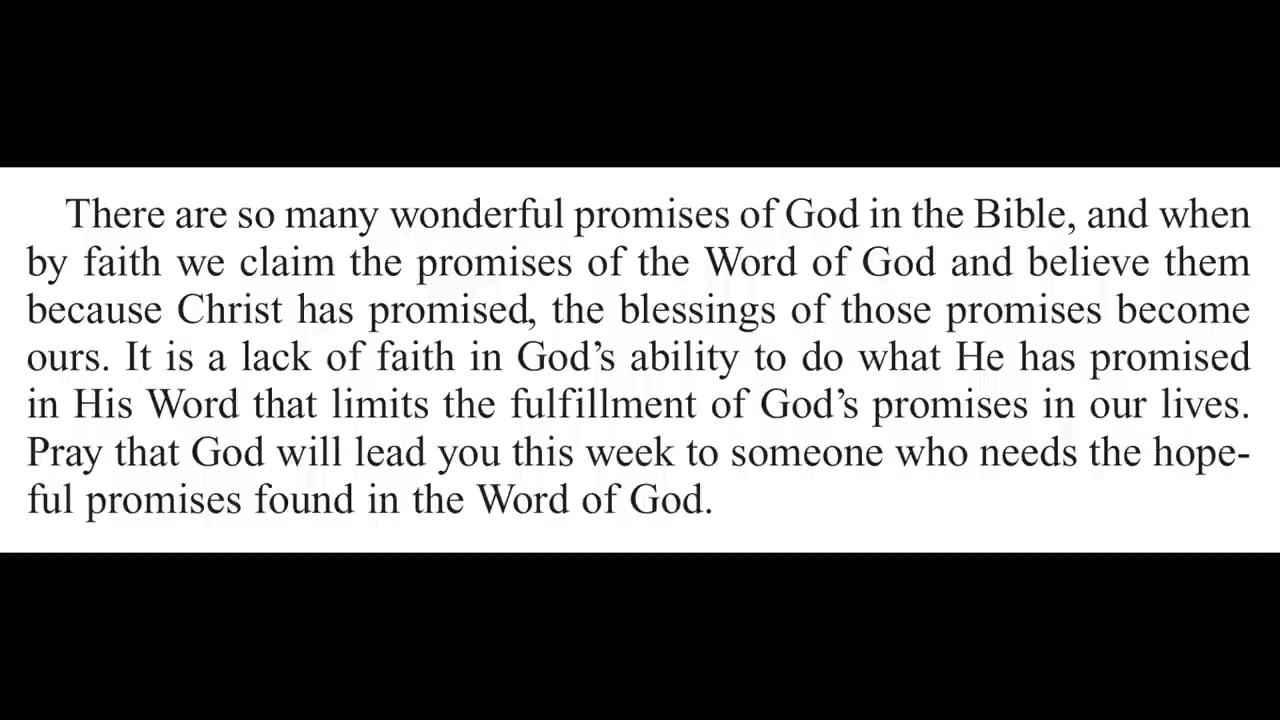 There are so many wonderful promises of God in the Bible, and when
by faith we claim the promises of the Word of God and believe them
because Christ has promised, the blessings of those promises become
ours. It is a lack of faith in God’s ability to do what He has promised
in His Word that limits the fulfillment of God’s promises in our lives.
Pray that God will lead you this week to someone who needs the hope-
ful promises found in the Word of God.